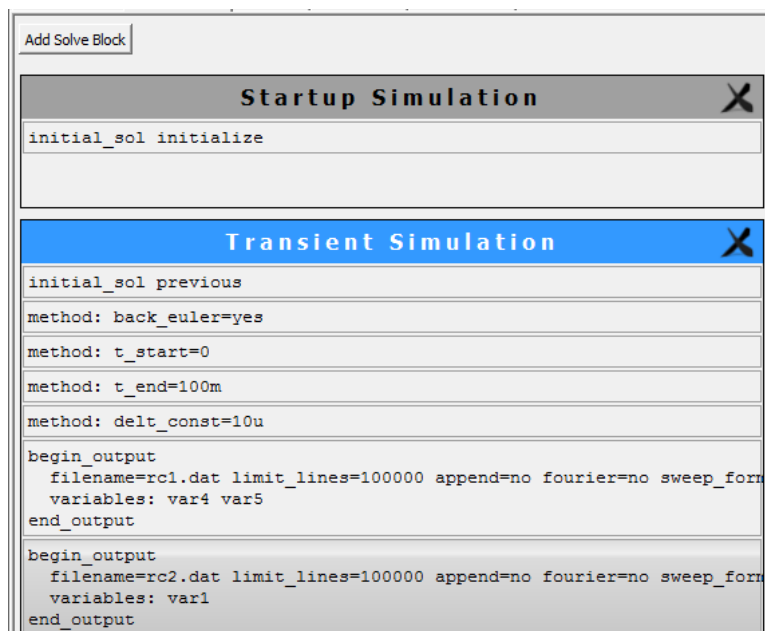 Add Solve Block
Startup Simulation
initial_sol initialize
Transient Simulation
initial_sol previous
method: back_euler=yes
method: t_start=0
method: t_end=100m
method: delt_const=10u
begin_output
filename=rc1.dat limit_lines=100000 append=no fourier=no
variables: var4 var5
end_output
begin_output
filename=rc2.dat limit_lines=100000 append=no fourier=no
variables: var1
end_output